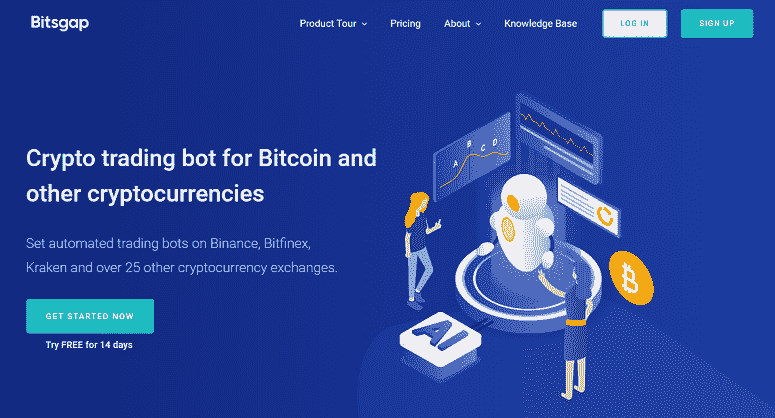 Bitsgap
Product Tour
Pricing
About
Knowledge Base
LOG IN
SIGN UP
Crypto trading bot for Bitcoin and
other cryptocurrencies
Set automated trading bots on Binance, Bitfinex,
Kraken and over 25 other cryptocurrency exchanges.
GET STARTED NOW
Try FREE for 14 days
A
B
C
D
AI